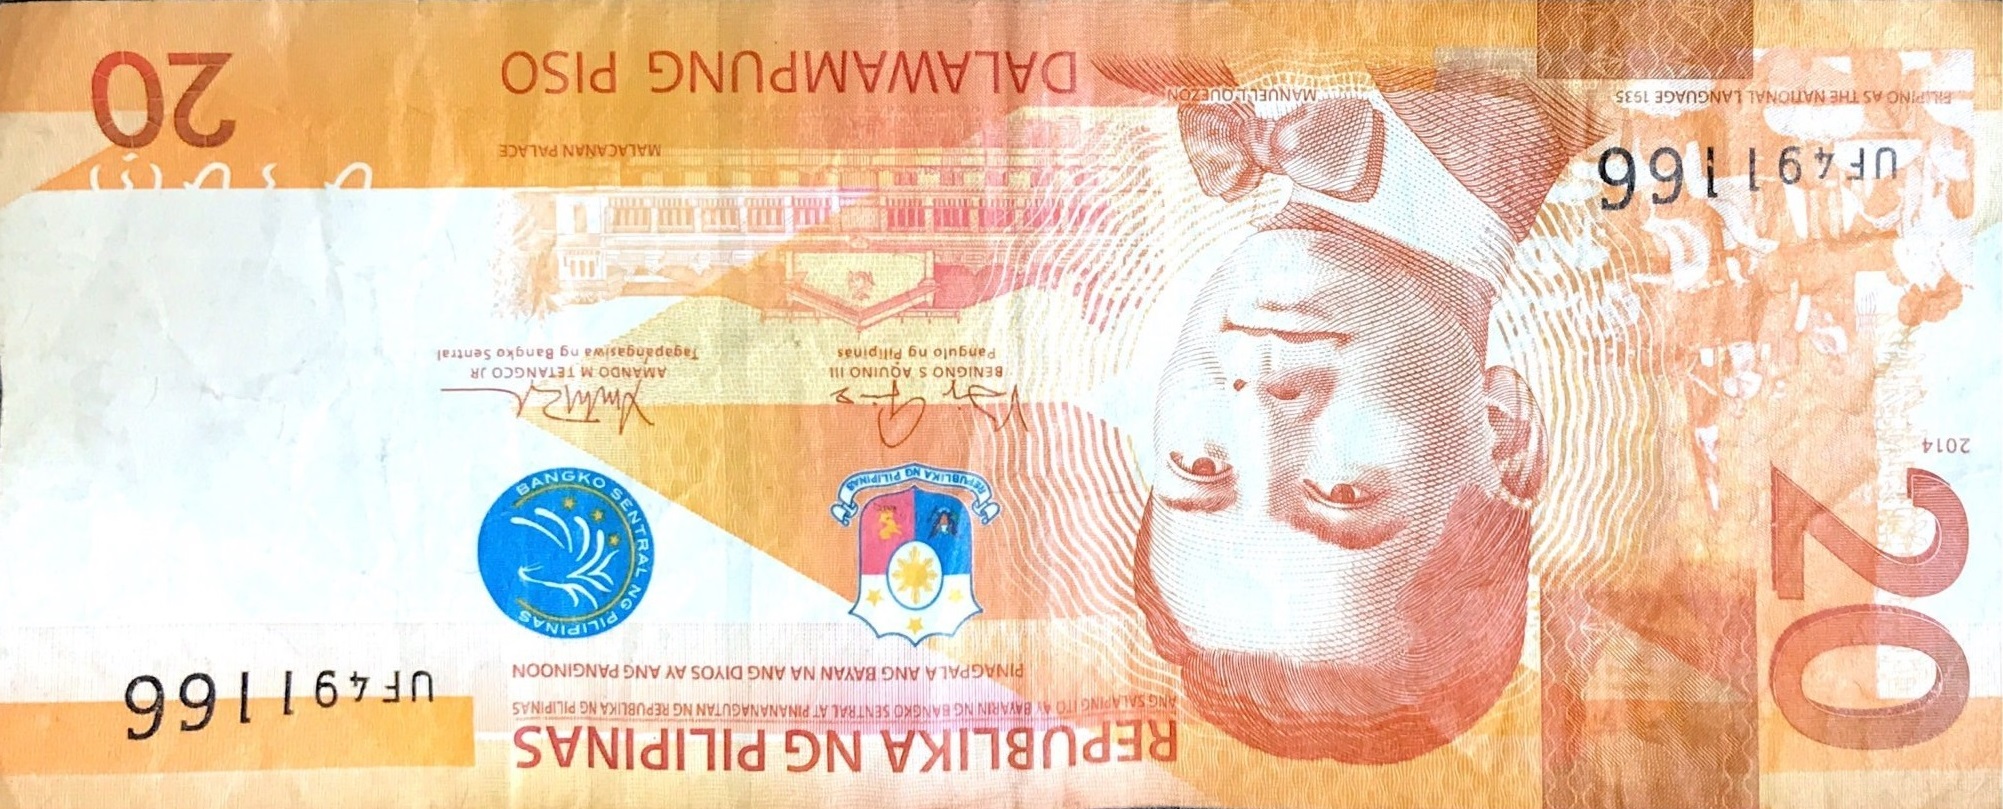 REPUBLIKA NG PILIPINAS
ANG SALAPING ITO AY BAYARIN NG BANGKO SENTRAL AT PINANANAGUTAN NG REPUBLIKA NG PILIPINAS
PINAGPALA ANG BAYAN NA ANG DIYOS AY ANG PANGINOON
UF491166
20
2014
REPUBLIKA NG PILIPINAS
BANGKO SENTRAL NG PILIPINAS
BENIGNO S AQUINO III
Pangulo ng Pilipinas
AMANDO M TETANGCO JR
Tagapangasiwa ng Bangko Sentral
UF491166
FILIPINO AS THE NATIONAL LANGUAGE 1935
MANUEL L. QUEZON
MALACAÑAN PALACE
DALAWAMPUNG PISO
20